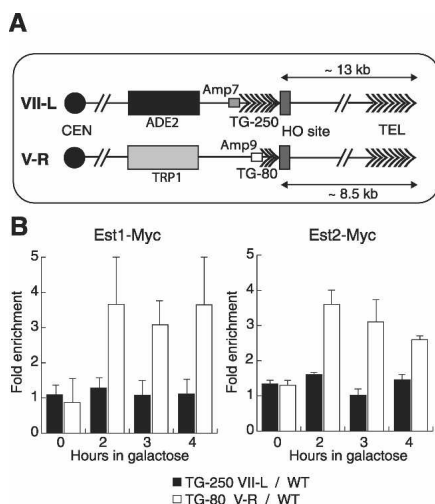 A
~ 13 kb
VII-L
Amp7
CEN
ADE2
TG-250
HO site
TEL
V-R
Amp9
TRP1
TG-80
~ 8.5 kb
B
Est1-Myc
Est2-Myc
Fold enrichment
5
4
3
2
1
0
0 2 3 4
Hours in galactose
Fold enrichment
5
4
3
2
1
0
0 2 3 4
Hours in galactose
TG-250 VII-L / WT
TG-80 V-R / WT